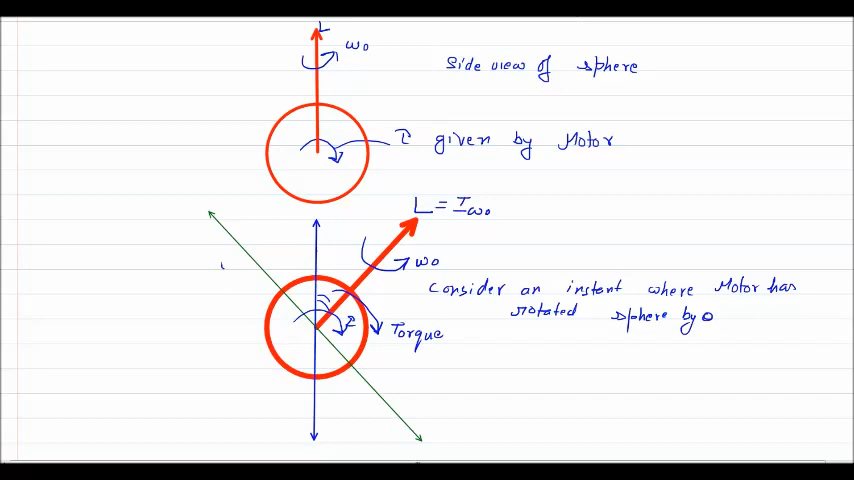 L
ω₀
Side view of sphere
τ given by Motor
L = Iω₀
ω₀
Consider an instant where Motor has
rotated sphere by θ
τ
Torque